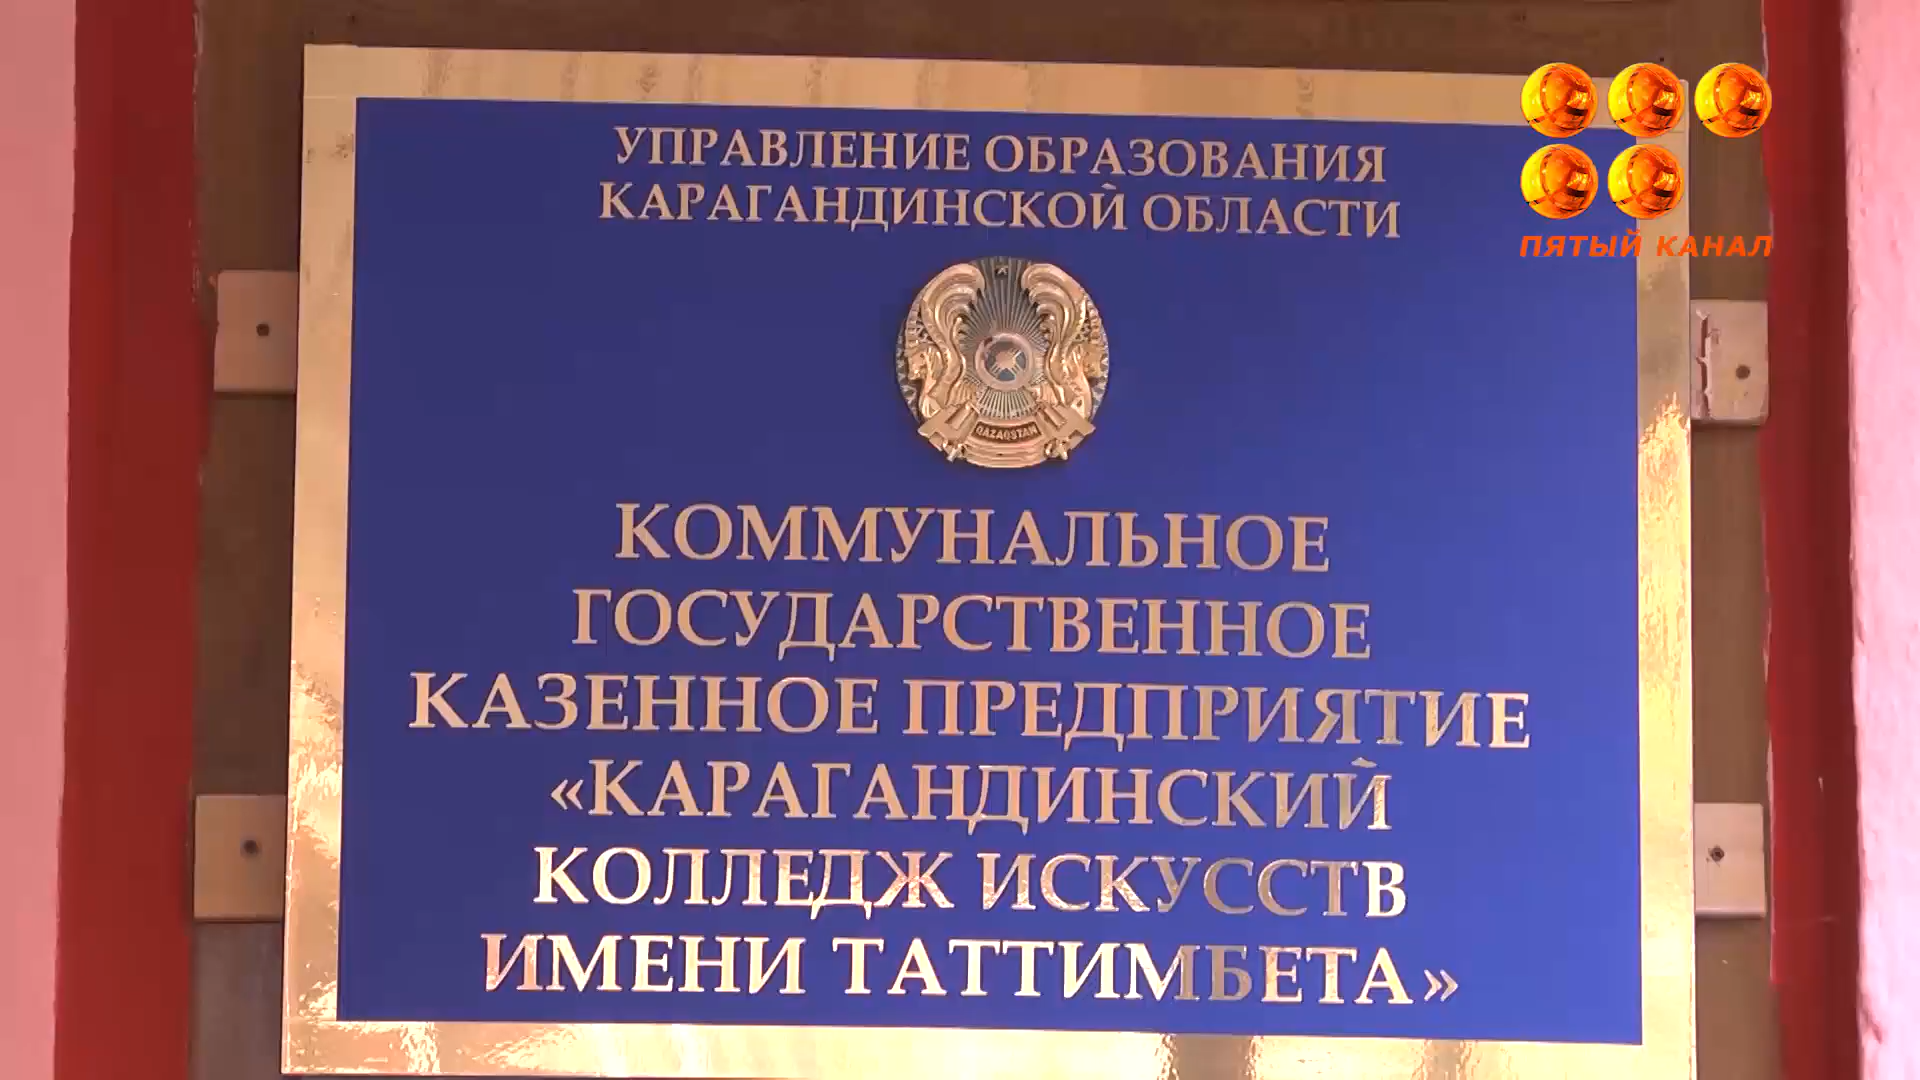 УПРАВЛЕНИЕ ОБРАЗОВАНИЯ
КАРАГАНДИНСКОЙ ОБЛАСТИ
ПЯТЫЙ КАНАЛ
QAZAQSTAN
КОММУНАЛЬНОЕ
ГОСУДАРСТВЕННОЕ
КАЗЕННОЕ ПРЕДПРИЯТИЕ
«КАРАГАНДИНСКИЙ
КОЛЛЕДЖ ИСКУССТВ
ИМЕНИ ТАТТИМБЕТА»